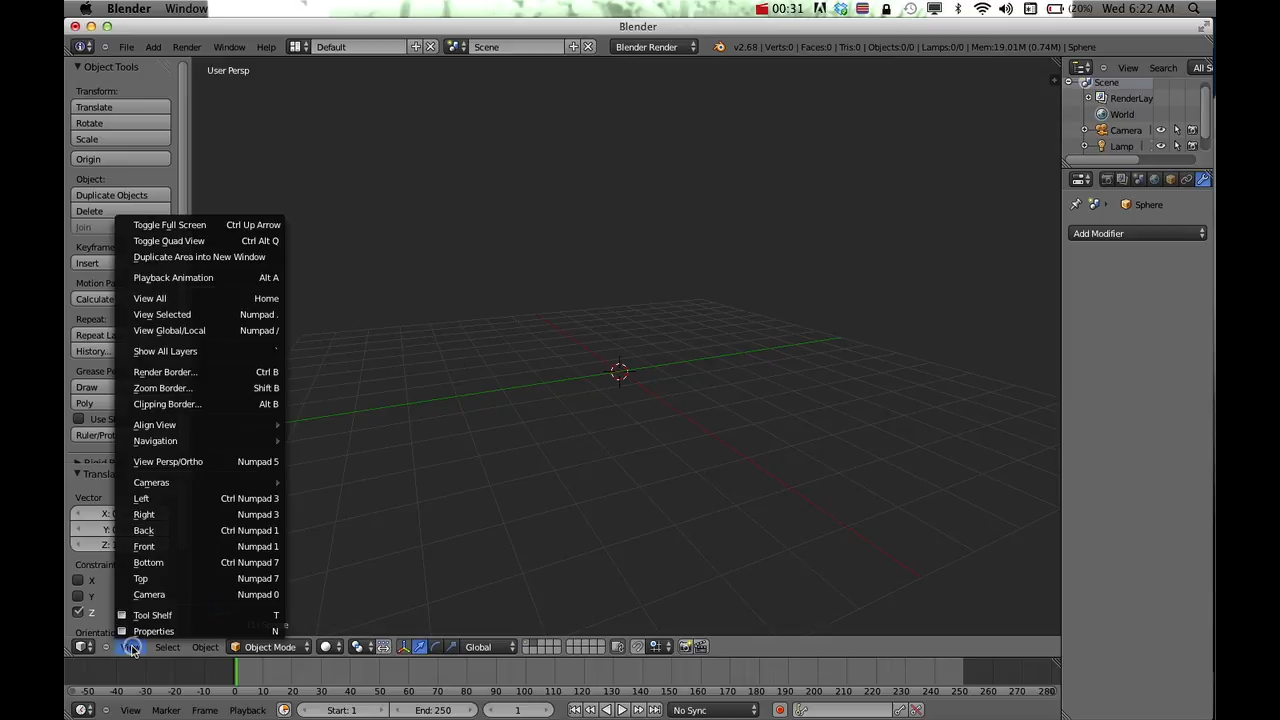 Blender Window 00:31 (20%) Wed 6:22 AM
Blender
File Add Render Window Help Default Scene Blender Render v2.68 | Verts:0 | Faces:0 | Tris:0 | Objects:0/0 | Lamps:0/0 | Mem:19.01M (0.74M) | Sphere
Object Tools
Transform:
Translate
Rotate
Scale
Origin
Object:
Duplicate Objects
Delete
Join
Keyframe
Insert
Motion Pa
Calculate
Repeat:
Repeat La
History...
Grease Pe
Draw
Poly
Use S
Ruler/Prot
Rigid
Translat
Vector
X:
Y:
Z:
Constrai
X
Y
Z
Orientati
User Persp
Toggle Full Screen Ctrl Up Arrow
Toggle Quad View Ctrl Alt Q
Duplicate Area into New Window
Playback Animation Alt A
View All Home
View Selected Numpad .
View Global/Local Numpad /
Show All Layers `
Render Border... Ctrl B
Zoom Border... Shift B
Clipping Border... Alt B
Align View
Navigation
View Persp/Ortho Numpad 5
Cameras
Left Ctrl Numpad 3
Right Numpad 3
Back Ctrl Numpad 1
Front Numpad 1
Bottom Ctrl Numpad 7
Top Numpad 7
Camera Numpad 0
Tool Shelf T
Properties N
Select Object Object Mode Global
View Search All S
Scene
RenderLay
World
Camera
Lamp
Sphere
Add Modifier
-50 -40 -30 -20 -10 0 10 20 30 40 50 60 70 80 90 100 110 120 130 140 150 160 170 180 190 200 210 220 230 240 250 260 270 280
View Marker Frame Playback Start: 1 End: 250 1 No Sync